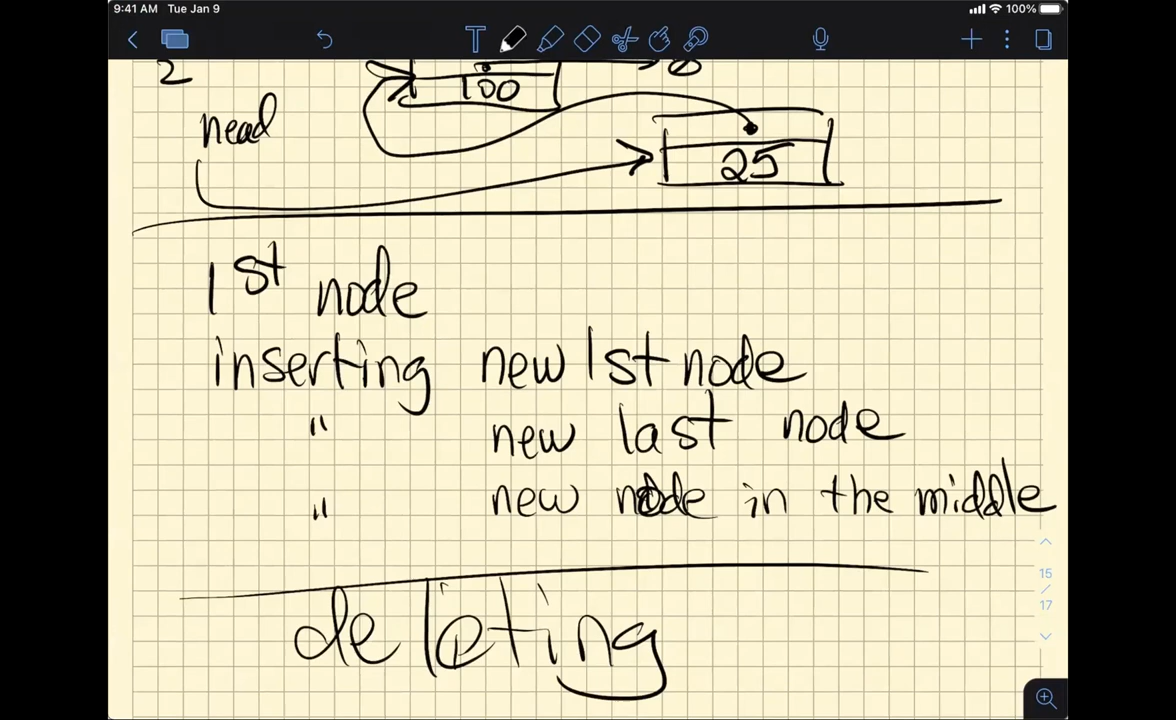 9:41 AM Tue Jan 9 100%
T
2
100
head
25
1st node
inserting new 1st node
" new last node
" new node in the middle
15
/
17
deleting